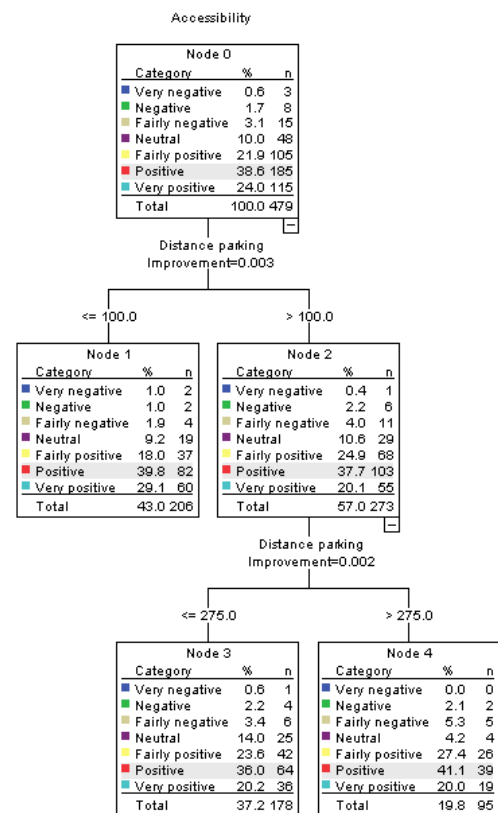 Accessibility
Node 0
Category % n
Very negative 0.6 3
Negative 1.7 8
Fairly negative 3.1 15
Neutral 10.0 48
Fairly positive 21.9 105
Positive 38.6 185
Very positive 24.0 115
Total 100.0 479
Distance parking
Improvement=0.003
<= 100.0
> 100.0
Node 1
Category % n
Very negative 1.0 2
Negative 1.0 2
Fairly negative 1.9 4
Neutral 9.2 19
Fairly positive 18.0 37
Positive 39.8 82
Very positive 29.1 60
Total 43.0 206
Node 2
Category % n
Very negative 0.4 1
Negative 2.2 6
Fairly negative 4.0 11
Neutral 10.6 29
Fairly positive 24.9 68
Positive 37.7 103
Very positive 20.1 55
Total 57.0 273
Distance parking
Improvement=0.002
<= 275.0
> 275.0
Node 3
Category % n
Very negative 0.6 1
Negative 2.2 4
Fairly negative 3.4 6
Neutral 14.0 25
Fairly positive 23.6 42
Positive 36.0 64
Very positive 20.2 36
Total 37.2 178
Node 4
Category % n
Very negative 0.0 0
Negative 2.1 2
Fairly negative 5.3 5
Neutral 4.2 4
Fairly positive 27.4 26
Positive 41.1 39
Very positive 20.0 19
Total 19.8 95